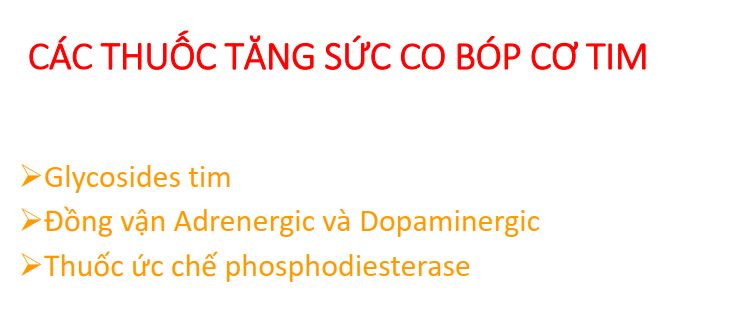 CÁC THUỐC TĂNG SỨC CO BÓP CƠ TIM
➢Glycosides tim
➢Đồng vận Adrenergic và Dopaminergic
➢Thuốc ức chế phosphodiesterase